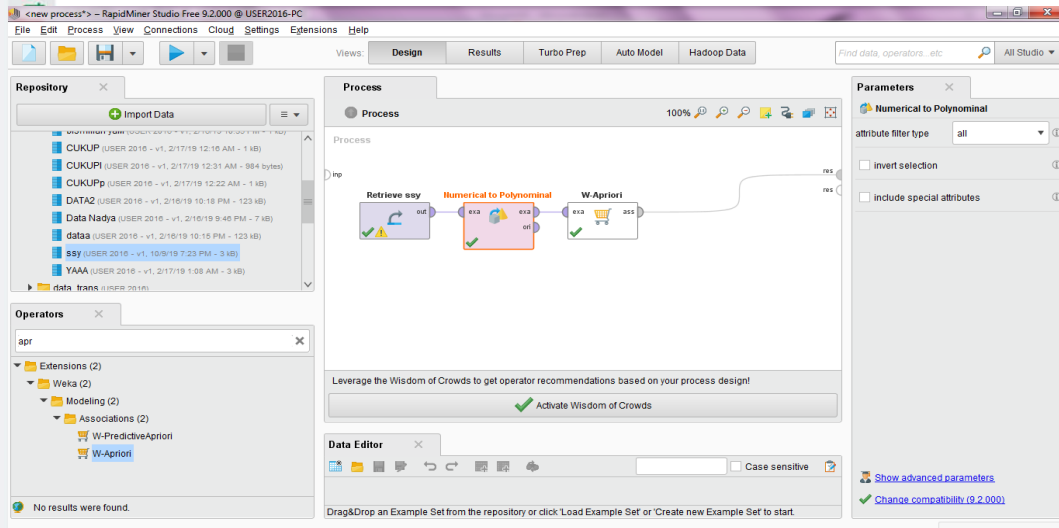 <new process*> – RapidMiner Studio Free 9.2.000 @ USER2016-PC
File Edit Process View Connections Cloud Settings Extensions Help
Views: Design Results Turbo Prep Auto Model Hadoop Data
Find data, operators...etc
All Studio
Repository
Import Data
CUKUP (USER 2016 - v1, 2/17/19 12:16 AM - 1 kB)
CUKUPI (USER 2016 - v1, 2/17/19 12:31 AM - 984 bytes)
CUKUPp (USER 2016 - v1, 2/17/19 12:22 AM - 1 kB)
DATA2 (USER 2016 - v1, 2/16/19 10:18 PM - 123 kB)
Data Nadya (USER 2016 - v1, 2/16/19 9:46 PM - 7 kB)
dataa (USER 2016 - v1, 2/16/19 10:15 PM - 123 kB)
ssy (USER 2016 - v1, 10/9/19 7:23 PM - 3 kB)
YAAA (USER 2016 - v1, 2/17/19 1:08 AM - 3 kB)
data_trans (USER 2016)
Operators
apr
Extensions (2)
Weka (2)
Modeling (2)
Associations (2)
W-PredictiveApriori
W-Apriori
No results were found.
Process
Process
100%
Process
inp
res
res
Retrieve ssy
out
Numerical to Polynominal
exa
exa
ori
W-Apriori
exa
ass
Leverage the Wisdom of Crowds to get operator recommendations based on your process design!
Activate Wisdom of Crowds
Data Editor
Case sensitive
Drag&Drop an Example Set from the repository or click 'Load Example Set' or 'Create new Example Set' to start.
Parameters
Numerical to Polynominal
attribute filter type all
invert selection
include special attributes
Show advanced parameters
Change compatibility (9.2.000)